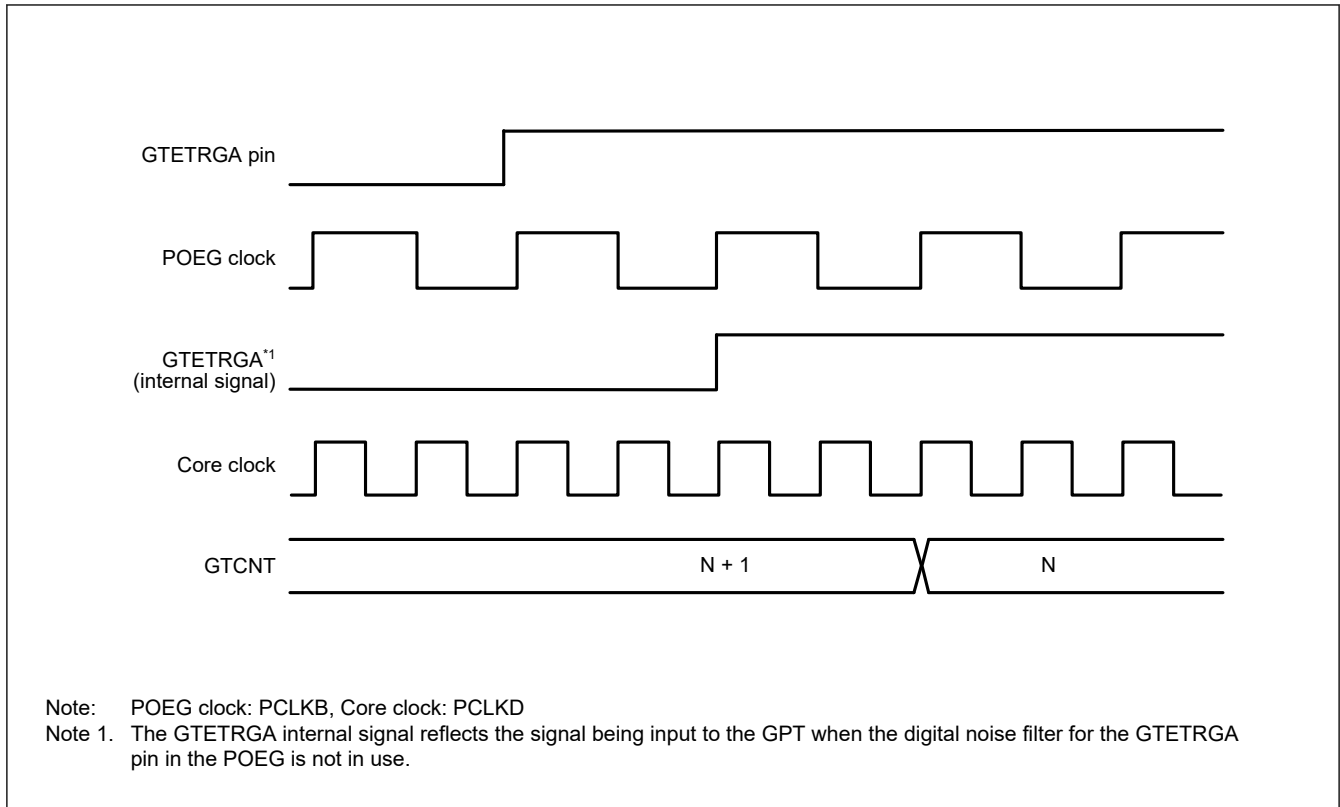 GTETRGA pin
POEG clock
GTETRGA*1
(internal signal)
Core clock
GTCNT
N + 1
N
Note: POEG clock: PCLKB, Core clock: PCLKD
Note 1. The GTETRGA internal signal reflects the signal being input to the GPT when the digital noise filter for the GTETRGA
pin in the POEG is not in use.